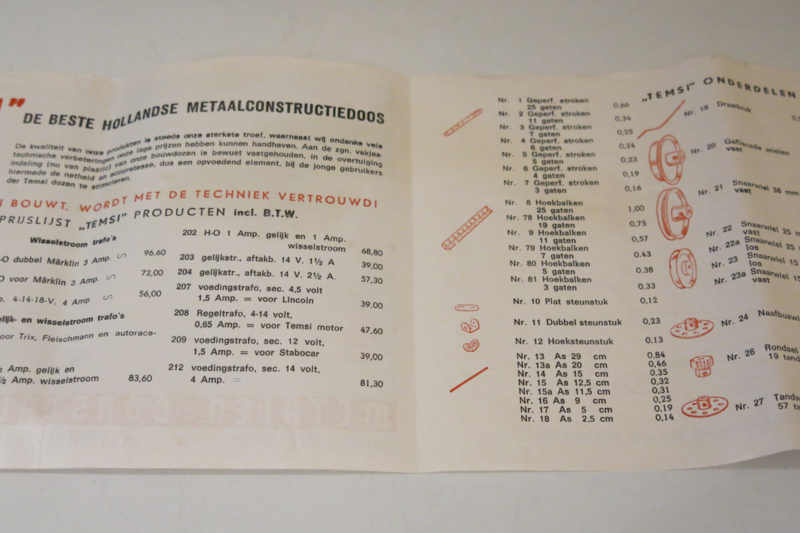 "
DE BESTE HOLLANDSE METAALCONSTRUCTIEDOOS
De kwaliteit van onze produkten is steeds onze sterkste troef, waarnaast wij ondanks vele
technische verbeteringen onze lage prijzen hebben kunnen handhaven. Aan de zgn. vakjes-
indeling (nu van plastic) van onze bouwdozen is bewust vastgehouden, in de overtuiging
hiermede de netheid en accuratesse, dus een opvoedend element, bij de jonge gebruikers
der Temsi dozen te stimuleren.
BOUWT, WORDT MET DE TECHNIEK VERTROUWD!
PRIJSLIJST „TEMSI" PRODUCTEN incl. B.T.W.
Wisselstroom trafo's
dubbel Märklin 3 Amp. 96,60
voor Märklin 3 Amp. 72,00
4-14-18-V. 4 Amp. 56,00
en wisselstroom trafo's
Trix, Fleischmann en autorace-
Amp. gelijk en
Amp. wisselstroom 83,60
202 H-O 1 Amp. gelijk en 1 Amp.
wisselstroom 68,80
203 gelijkstr., aftakb. 14 V. 1½ A 39,00
204 gelijkstr., aftakb. 14 V. 2½ A. 57,30
207 voedingstrafo, sec. 4,5 volt
1,5 Amp. = voor Lincoln 39,00
208 Regeltrafo, 4-14 volt,
0,65 Amp. = voor Temsi motor 47,60
209 voedingstrafo, sec. 12 volt,
1,5 Amp. = voor Stabocar 39,00
212 voedingstrafo, sec. 14 volt,
4 Amp. = 81,30
„TEMSI" ONDERDELEN
Nr. 1 Geperf. stroken
25 gaten 0,66
Nr. 2 Geperf. stroken
11 gaten 0,34
Nr. 3 Geperf. stroken
7 gaten 0,25
Nr. 4 Geperf. stroken
6 gaten 0,24
Nr. 5 Geperf. stroken
5 gaten 0,23
Nr. 6 Geperf. stroken
4 gaten 0,19
Nr. 7 Geperf. stroken
3 gaten 0,16
Nr. 8 Hoekbalken
25 gaten 1,00
Nr. 78 Hoekbalken
19 gaten 0,75
Nr. 9 Hoekbalken
11 gaten 0,57
Nr. 79 Hoekbalken
7 gaten 0,43
Nr. 80 Hoekbalken
5 gaten 0.38
Nr. 81 Hoekbalken
3 gaten 0,33
Nr. 10 Plat steunstuk 0,12
Nr. 11 Dubbel steunstuk 0,23
Nr. 12 Hoeksteunstuk 0,13
Nr. 13 As 29 cm 0,84
Nr. 13a As 20 cm 0,46
Nr. 14 As 15 cm 0,35
Nr. 15 As 12,5 cm 0,32
Nr. 15a As 11,5 cm 0,31
Nr. 16 As 9 cm 0,25
Nr. 17 As 5 cm 0,19
Nr. 18 As 2,5 cm 0,14
Nr. 19 Draaikruk
Nr. 20 Geflensde wielen
vast
Nr. 21 Snaarwiel 38 mm
vast
Nr. 22 Snaarwiel 25
vast
Nr. 22a Snaarwiel 25
los
Nr. 23 Snaarwiel 15
vast
Nr. 23a Snaarwiel 15
los
Nr. 24
Nr. 26 Rondsel
19
Nr. 27
57